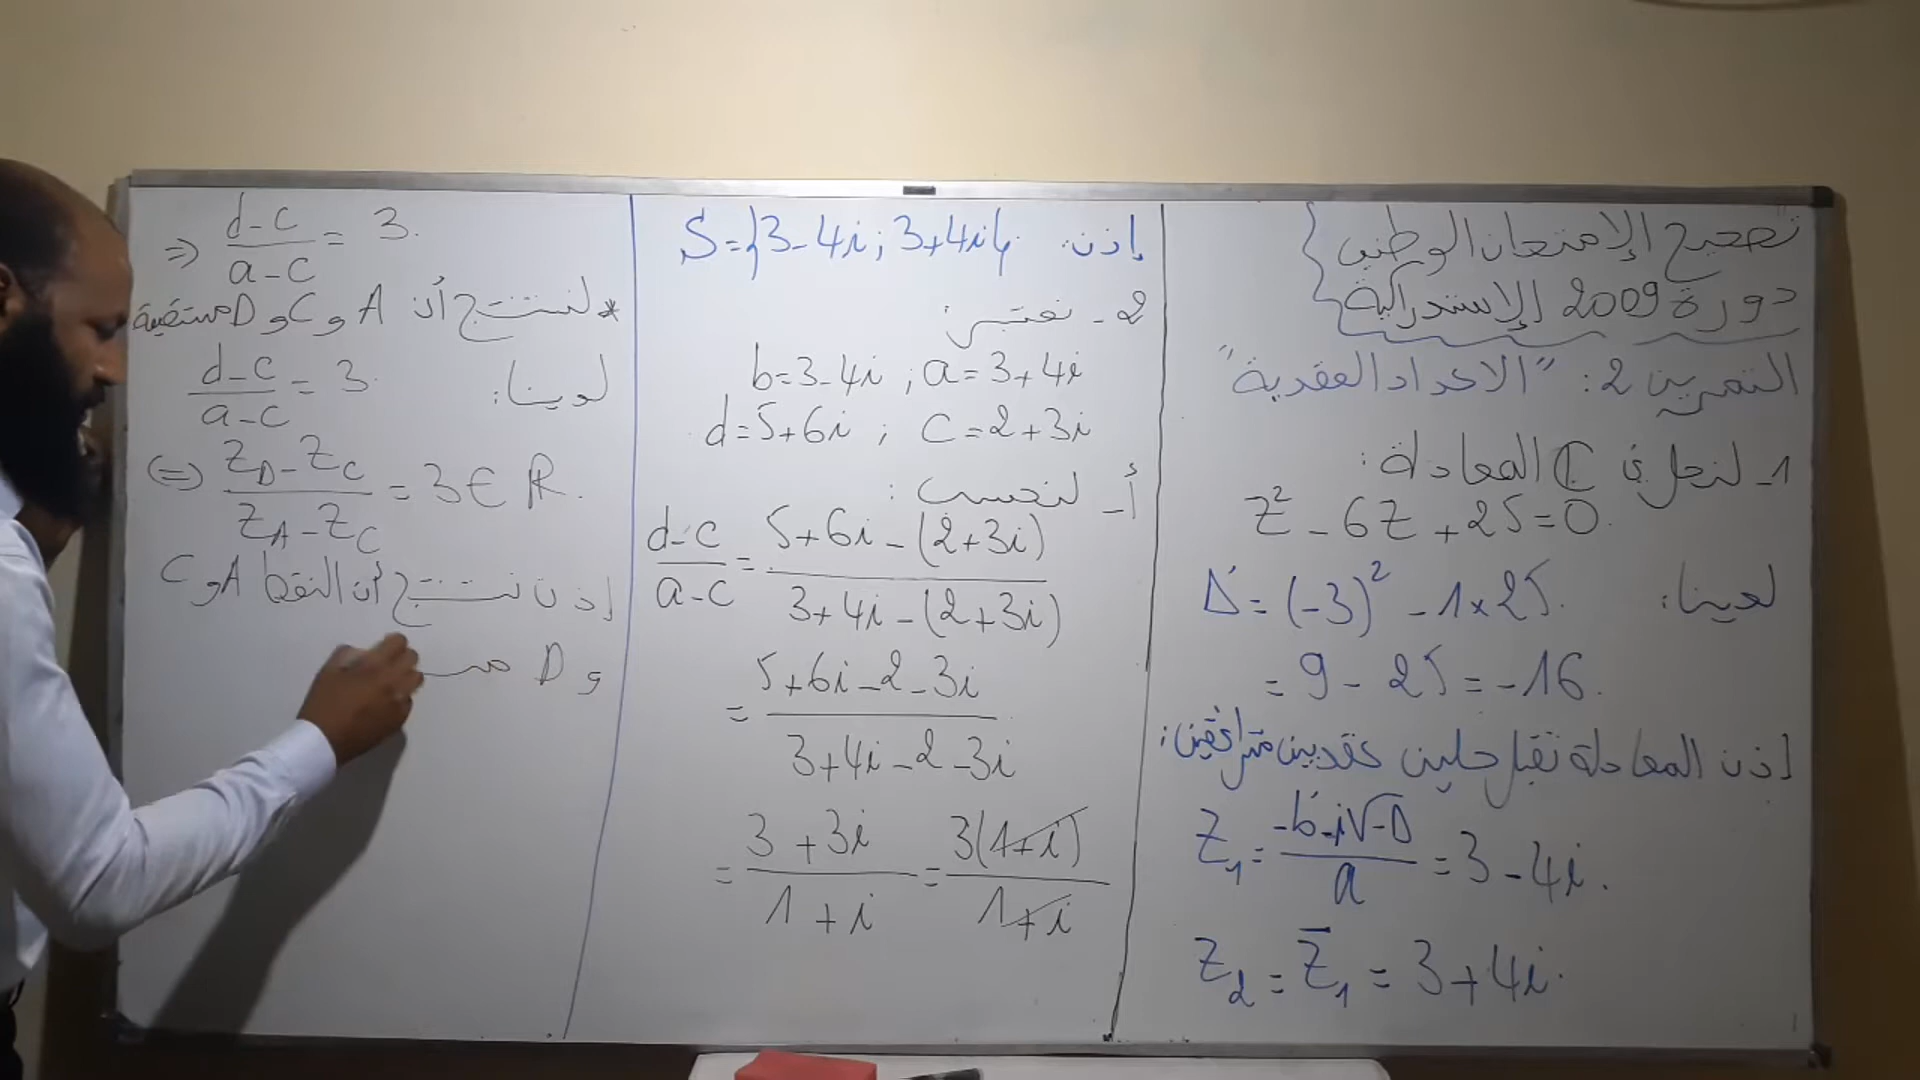 تصحيح الإمتحان الوطني
دورة 2009 الإستدراكية
التمرين 2: "الاعداد العقدية"
1- لنحل في ℂ المعادلة:
z² - 6z + 25 = 0.
لدينا: Δ' = (-3)² - 1×25.
= 9 - 25 = -16.
إذن المعادلة تقبل حلين عقديين مترافقين:
z₁ = (-b'-i√-Δ')/a = 3 - 4i.
z₂ = z̄₁ = 3 + 4i.
إذن S = {3-4i ; 3+4i}
2- نعتبر:
b = 3-4i ; a = 3+4i
d = 5+6i ; c = 2+3i
أ- لنحسب:
(d-c)/(a-c) = (5+6i-(2+3i))/(3+4i-(2+3i))
= (5+6i-2-3i)/(3+4i-2-3i)
= (3+3i)/(1+i) = 3(1+i)/(1+i)
⇒ (d-c)/(a-c) = 3.
* لنستنتج أن A و C و D مستقيمية
لدينا: (d-c)/(a-c) = 3.
⇔ (z_D - z_C)/(z_A - z_C) = 3 ∈ ℝ.
إذن نستنتج أن النقط A و C
و D مس